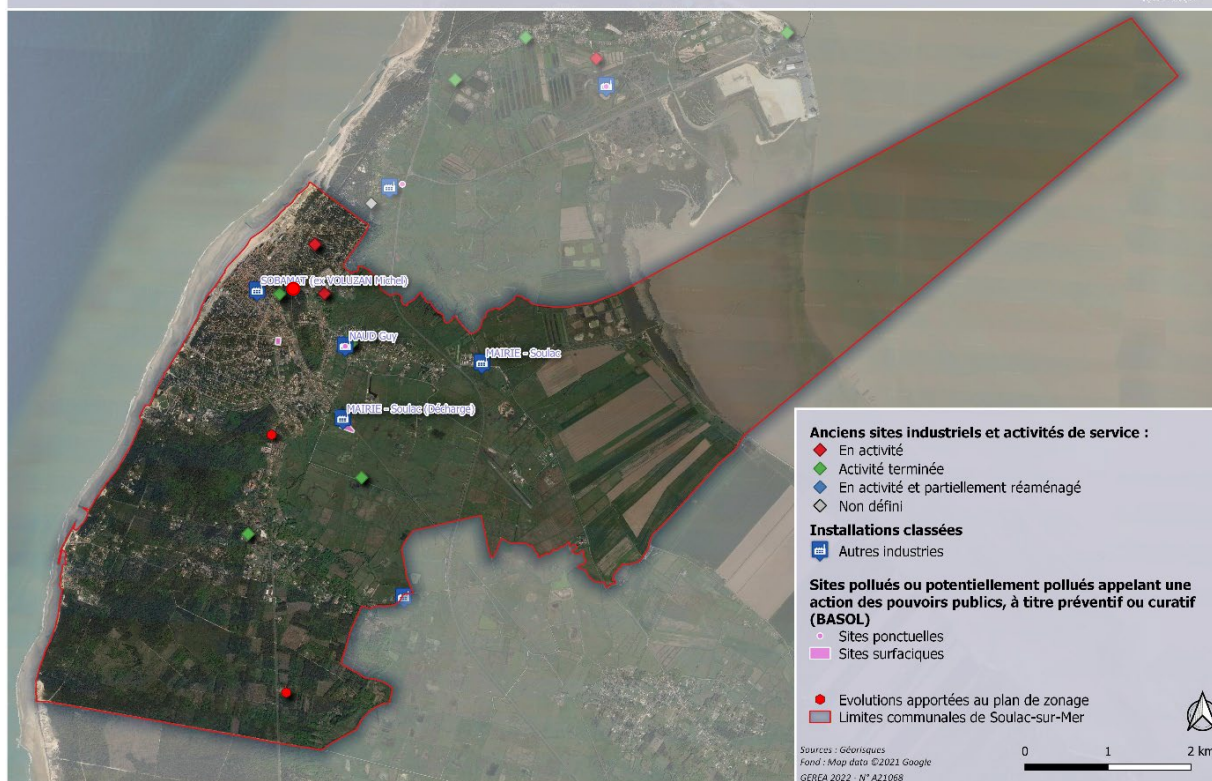 SOBAMAT (ex VOLUZAN Michel)
NAUD Guy
MAIRIE - Soulac
MAIRIE - Soulac (Décharge)
Anciens sites industriels et activités de service :
En activité
Activité terminée
En activité et partiellement réaménagé
Non défini
Installations classées
Autres industries
Sites pollués ou potentiellement pollués appelant une
action des pouvoirs publics, à titre préventif ou curatif
(BASOL)
Sites ponctuelles
Sites surfaciques
Evolutions apportées au plan de zonage
Limites communales de Soulac-sur-Mer
Sources : Géorisques
Fond : Map data ©2021 Google
GEREA 2022 - N° A21068
0 1 2 km